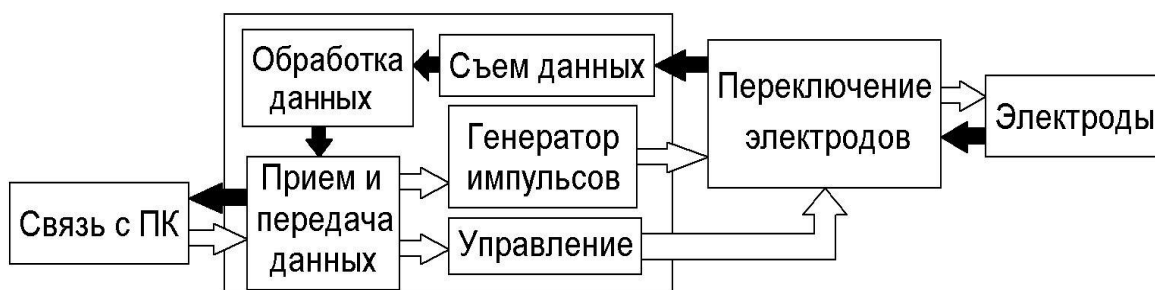 Обработка
данных
Съем данных
Переключение
электродов
Электроды
Генератор
импульсов
Прием и
передача
данных
Связь с ПК
Управление